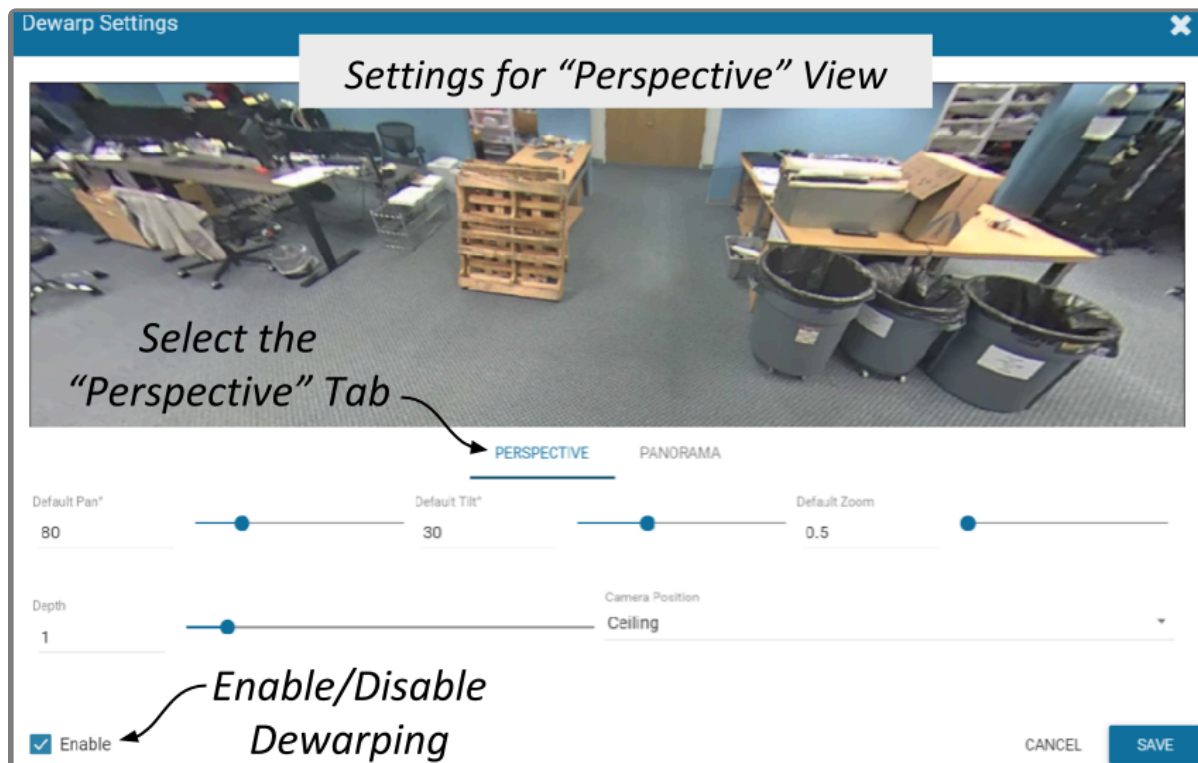 Dewarp Settings
Settings for “Perspective” View
Select the
“Perspective” Tab
PERSPECTIVE PANORAMA
Default Pan° Default Tilt° Default Zoom
80 30 0.5
Depth Camera Position
1 Ceiling
Enable/Disable
Dewarping
Enable CANCEL SAVE